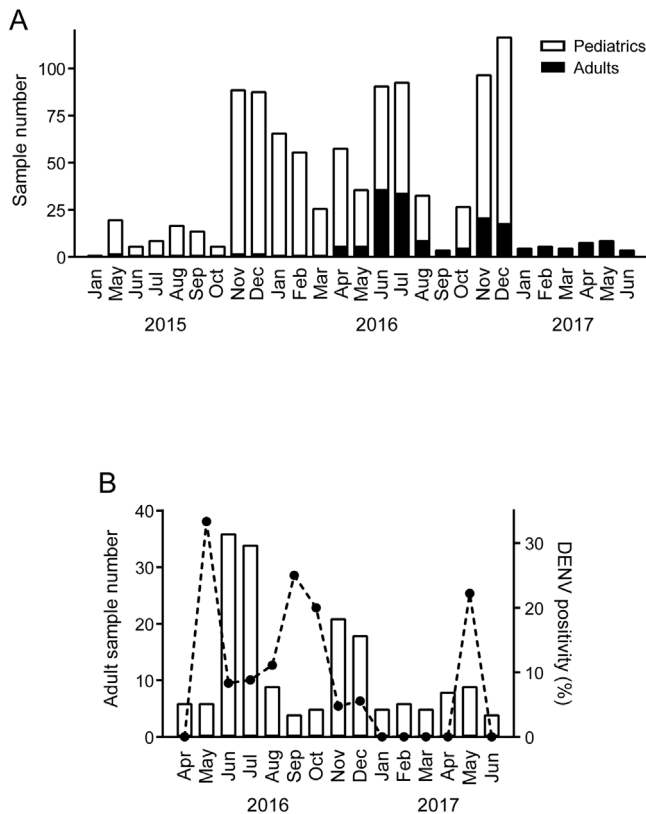 A
Pediatrics
Adults
Sample number
100
75
50
25
0
Jan May Jun Jul Aug Sep Oct Nov Dec Jan Feb Mar Apr May Jun Jul Aug Sep Oct Nov Dec Jan Feb Mar Apr May Jun
2015 2016 2017
B
Adult sample number
DENV positivity (%)
40
30 30
20 20
10 10
0 0
Apr May Jun Jul Aug Sep Oct Nov Dec Jan Feb Mar Apr May Jun
2016 2017